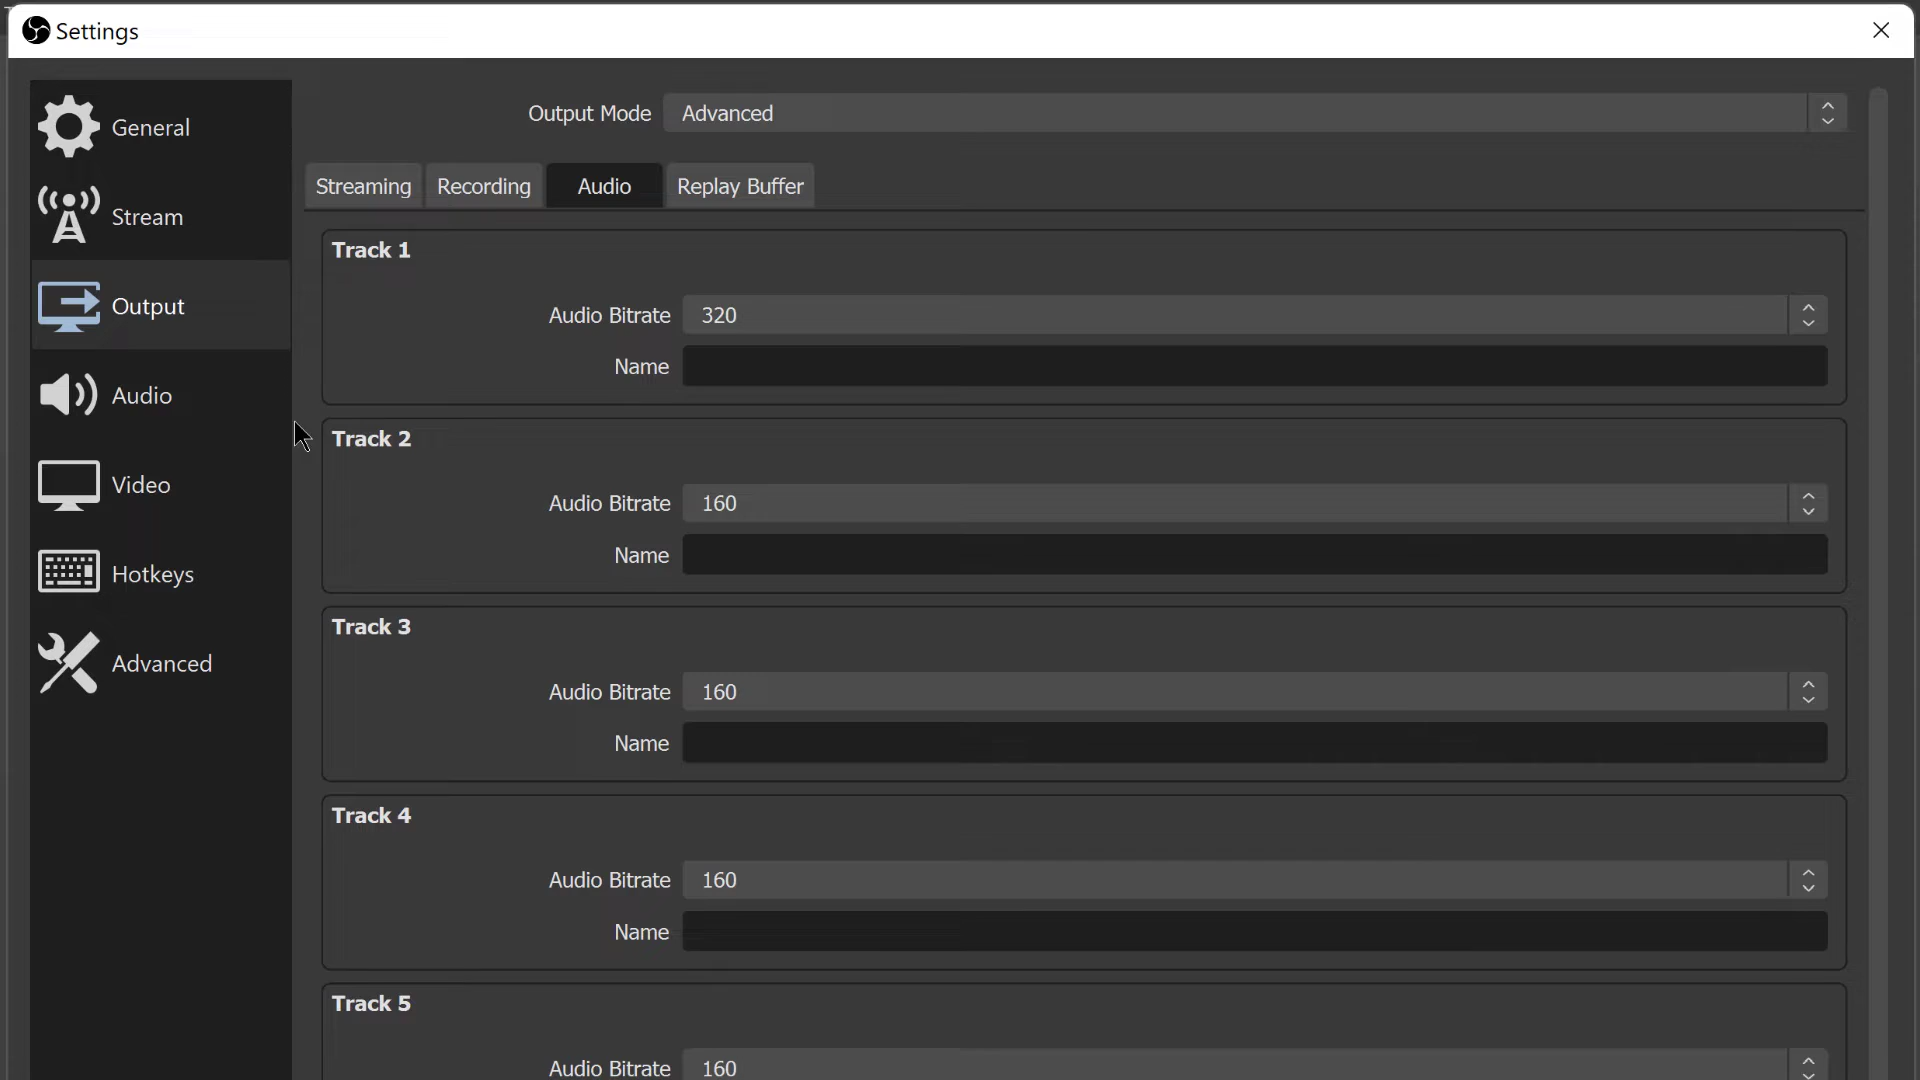 Settings
General
Stream
Output
Audio
Video
Hotkeys
Advanced
Output Mode Advanced
Streaming Recording Audio Replay Buffer
Track 1
Audio Bitrate 320
Name
Track 2
Audio Bitrate 160
Name
Track 3
Audio Bitrate 160
Name
Track 4
Audio Bitrate 160
Name
Track 5
Audio Bitrate 160